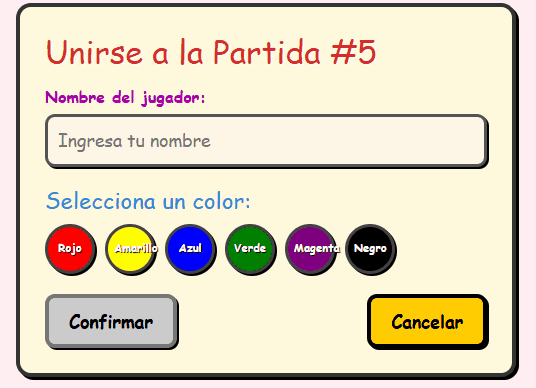 Unirse a la Partida #5
Nombre del jugador:
Ingresa tu nombre
Selecciona un color:
Rojo Amarillo Azul Verde Magenta Negro
Confirmar Cancelar